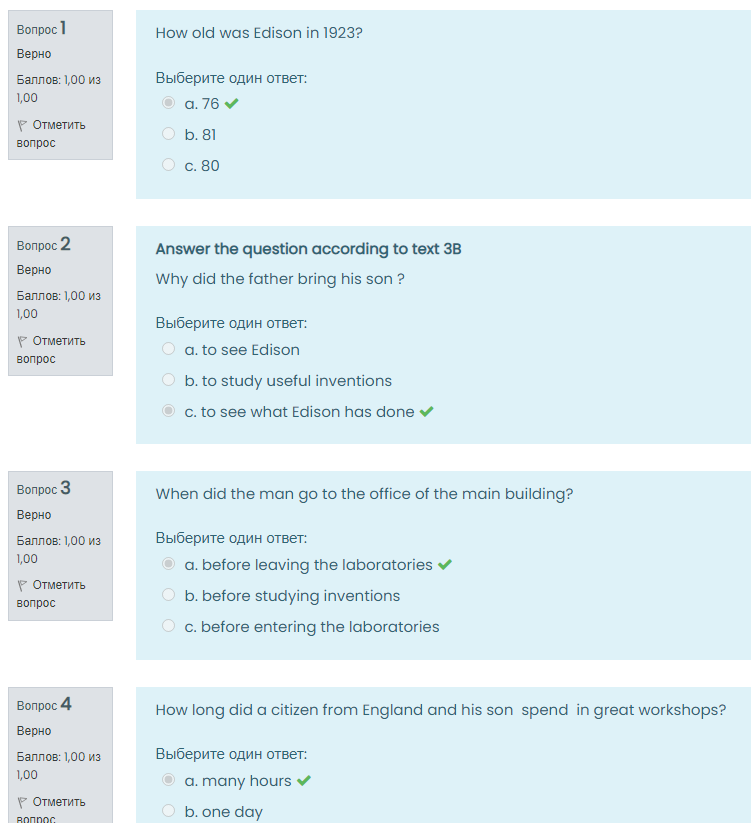 Вопрос 1
Верно
Баллов: 1,00 из
1,00
Отметить
вопрос
How old was Edison in 1923?
Выберите один ответ:
a. 76
b. 81
c. 80
Вопрос 2
Верно
Баллов: 1,00 из
1,00
Отметить
вопрос
Answer the question according to text 3B
Why did the father bring his son ?
Выберите один ответ:
a. to see Edison
b. to study useful inventions
c. to see what Edison has done
Вопрос 3
Верно
Баллов: 1,00 из
1,00
Отметить
вопрос
When did the man go to the office of the main building?
Выберите один ответ:
a. before leaving the laboratories
b. before studying inventions
c. before entering the laboratories
Вопрос 4
Верно
Баллов: 1,00 из
1,00
Отметить
вопрос
How long did a citizen from England and his son  spend  in great workshops?
Выберите один ответ:
a. many hours
b. one day